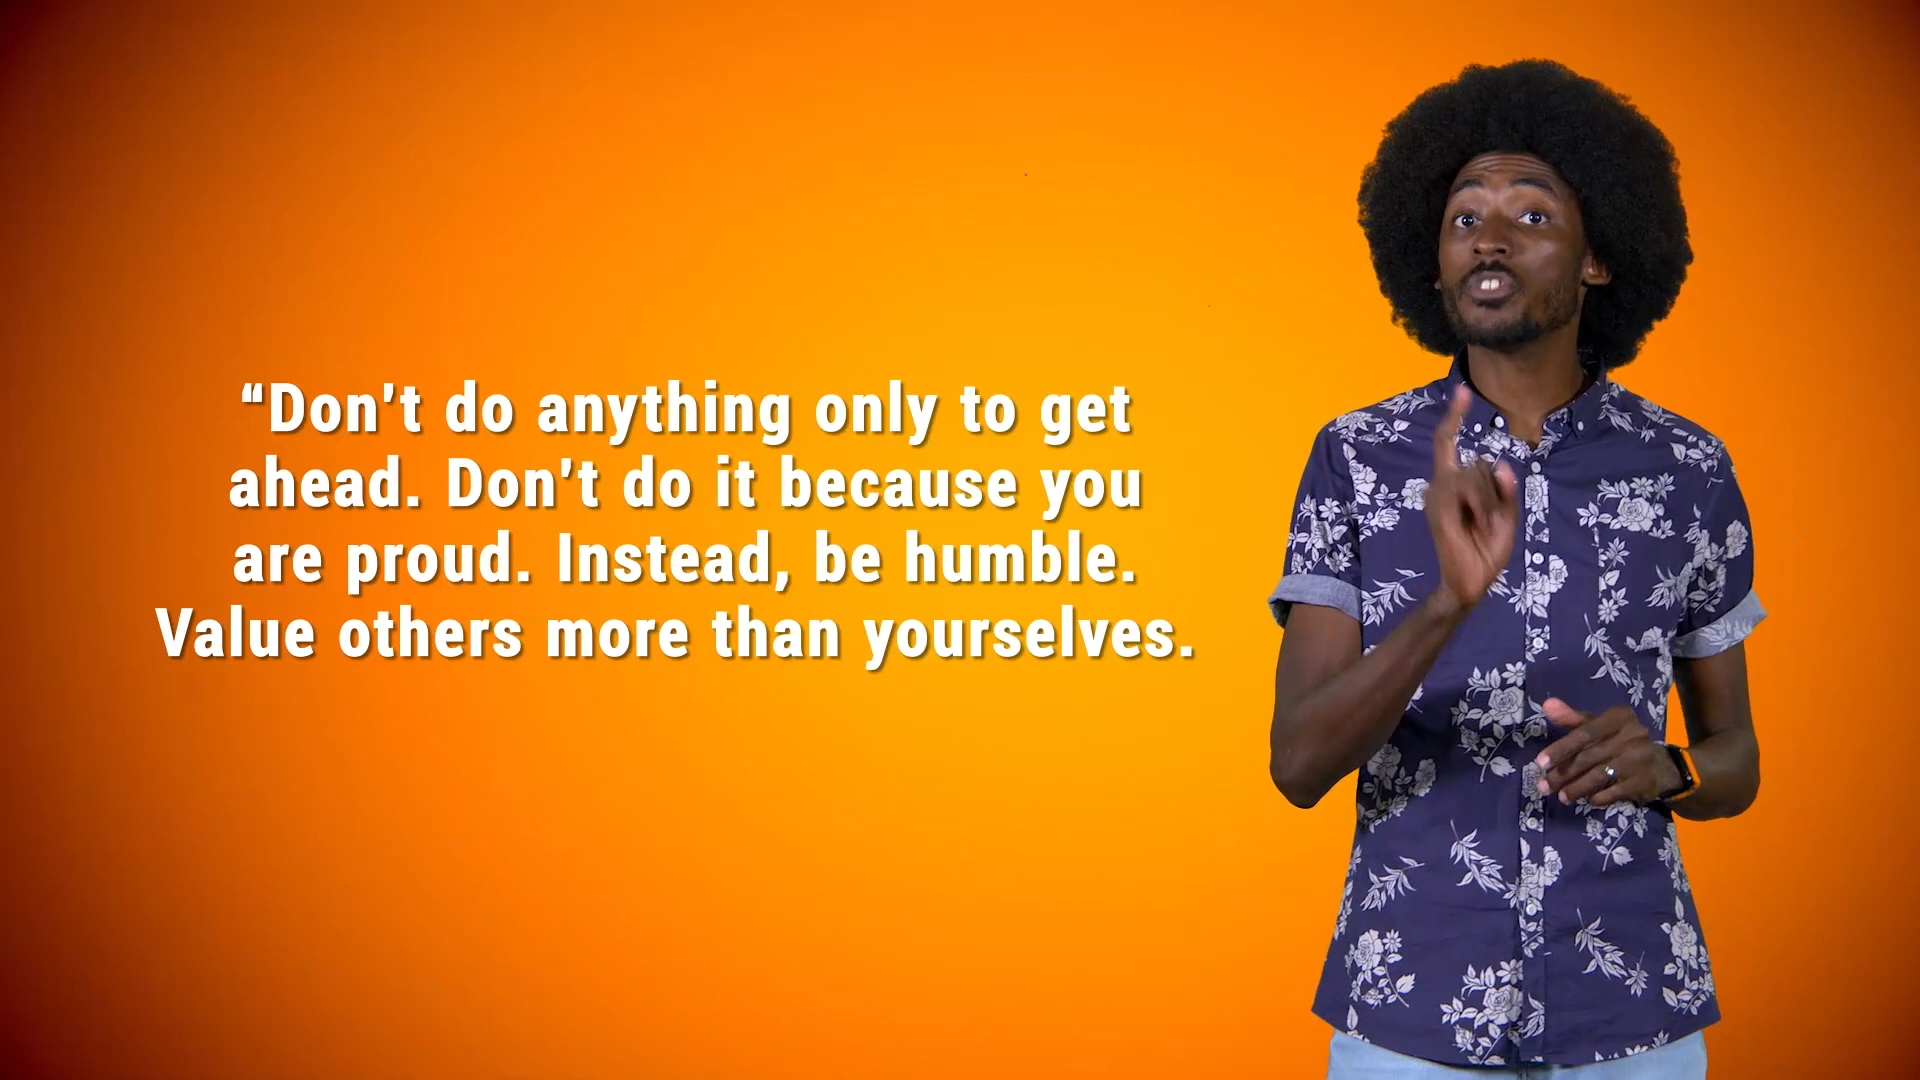 “Don't do anything only to get
ahead. Don't do it because you
are proud. Instead, be humble.
Value others more than yourselves.